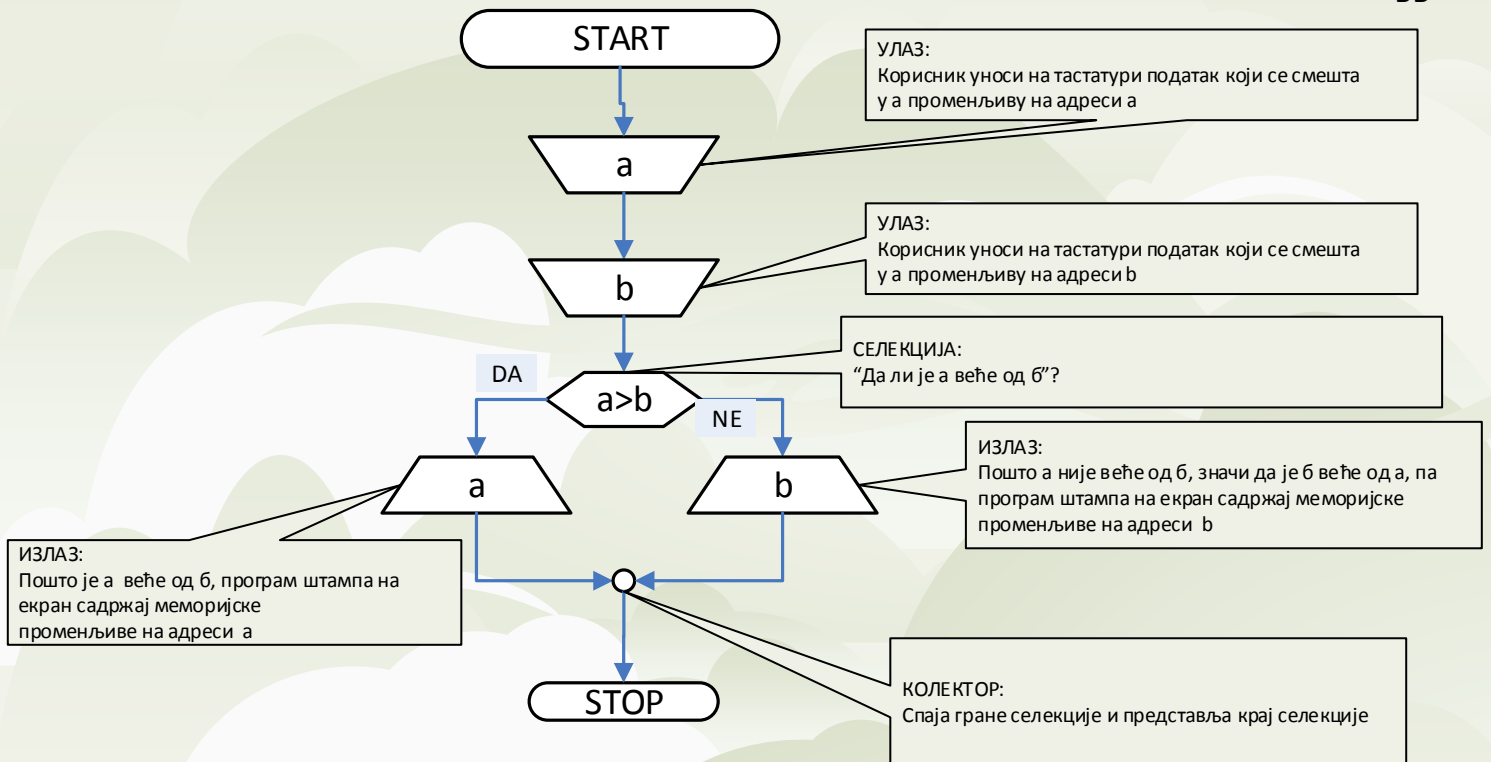 START
УЛАЗ:
Корисник уноси на тастатури податак који се смешта
у а променљиву на адреси а
a
УЛАЗ:
Корисник уноси на тастатури податак који се смешта
у а променљиву на адреси b
b
СЕЛЕКЦИЈА:
“Да ли је а веће од б”?
DA
a>b
NE
ИЗЛАЗ:
Пошто а није веће од б, значи да је б веће од а, па
програм штампа на екран садржај меморијске
променљиве на адреси b
a
b
ИЗЛАЗ:
Пошто је а веће од б, програм штампа на
екран садржај меморијске
променљиве на адреси а
КОЛЕКТОР:
Спаја гране селекције и представља крај селекције
STOP